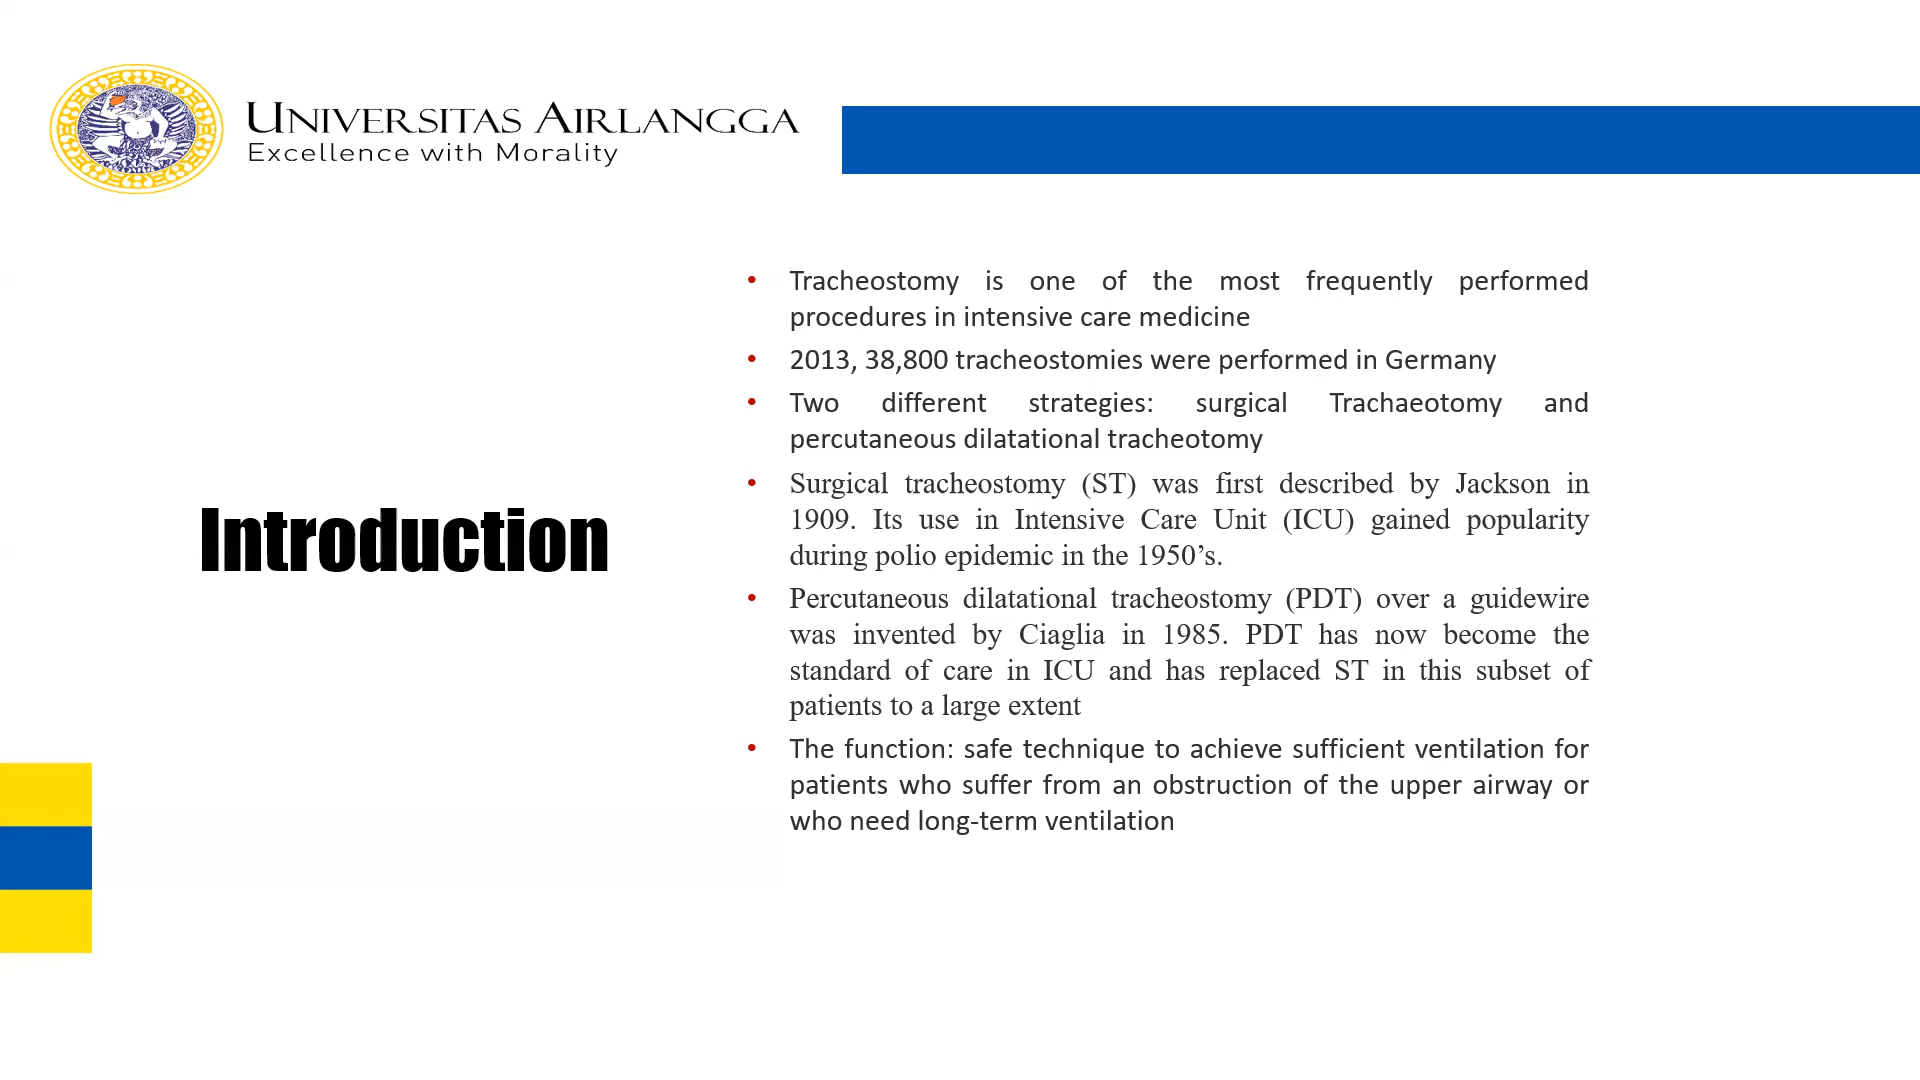 UNIVERSITAS AIRLANGGA
Excellence with Morality
Introduction
• Tracheostomy is one of the most frequently performed
procedures in intensive care medicine
• 2013, 38,800 tracheostomies were performed in Germany
• Two different strategies: surgical Trachaeotomy and
percutaneous dilatational tracheotomy
• Surgical tracheostomy (ST) was first described by Jackson in
1909. Its use in Intensive Care Unit (ICU) gained popularity
during polio epidemic in the 1950’s.
• Percutaneous dilatational tracheostomy (PDT) over a guidewire
was invented by Ciaglia in 1985. PDT has now become the
standard of care in ICU and has replaced ST in this subset of
patients to a large extent
• The function: safe technique to achieve sufficient ventilation for
patients who suffer from an obstruction of the upper airway or
who need long-term ventilation